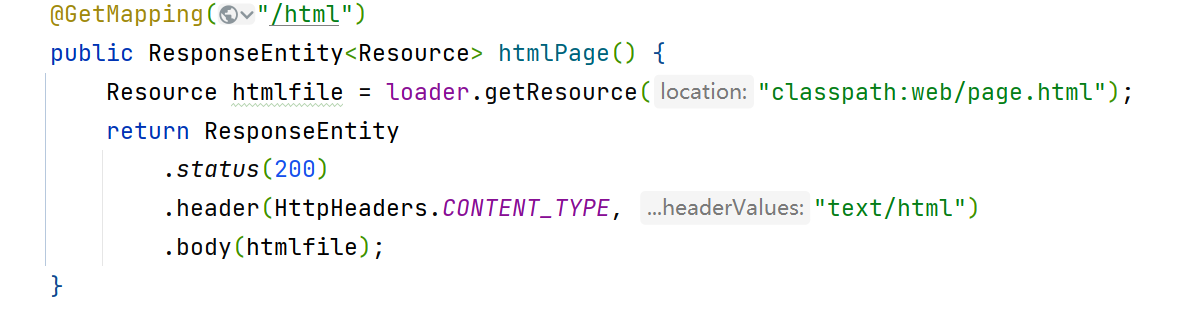 @GetMapping("/html")
public ResponseEntity<Resource> htmlPage() {
Resource htmlfile = loader.getResource( location: "classpath:web/page.html");
return ResponseEntity
.status(200)
.header(HttpHeaders.CONTENT_TYPE, ...headerValues: "text/html")
.body(htmlfile);
}